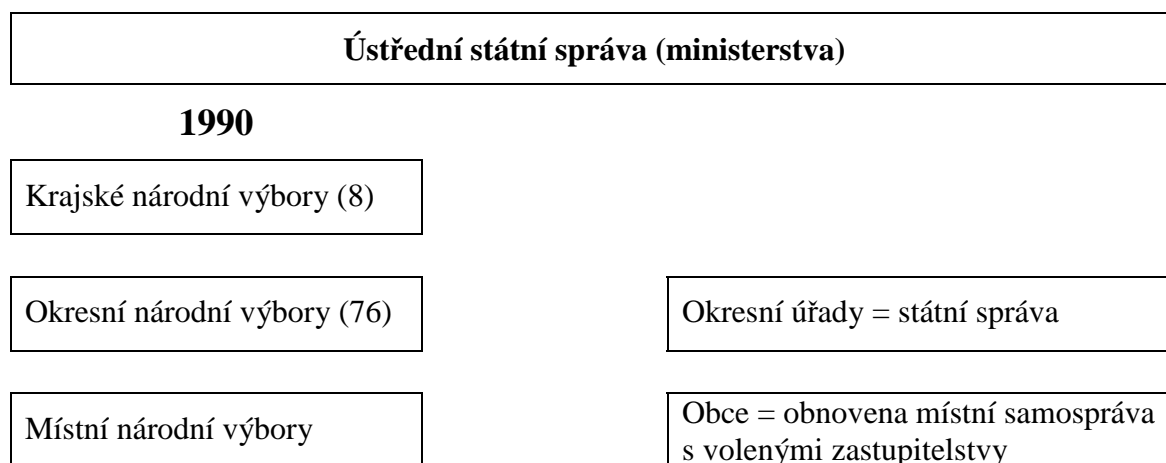 Ústřední státní správa (ministerstva)
1990
Krajské národní výbory (8)
Okresní národní výbory (76)
Okresní úřady = státní správa
Místní národní výbory
Obce = obnovena místní samospráva
s volenými zastupitelstvy